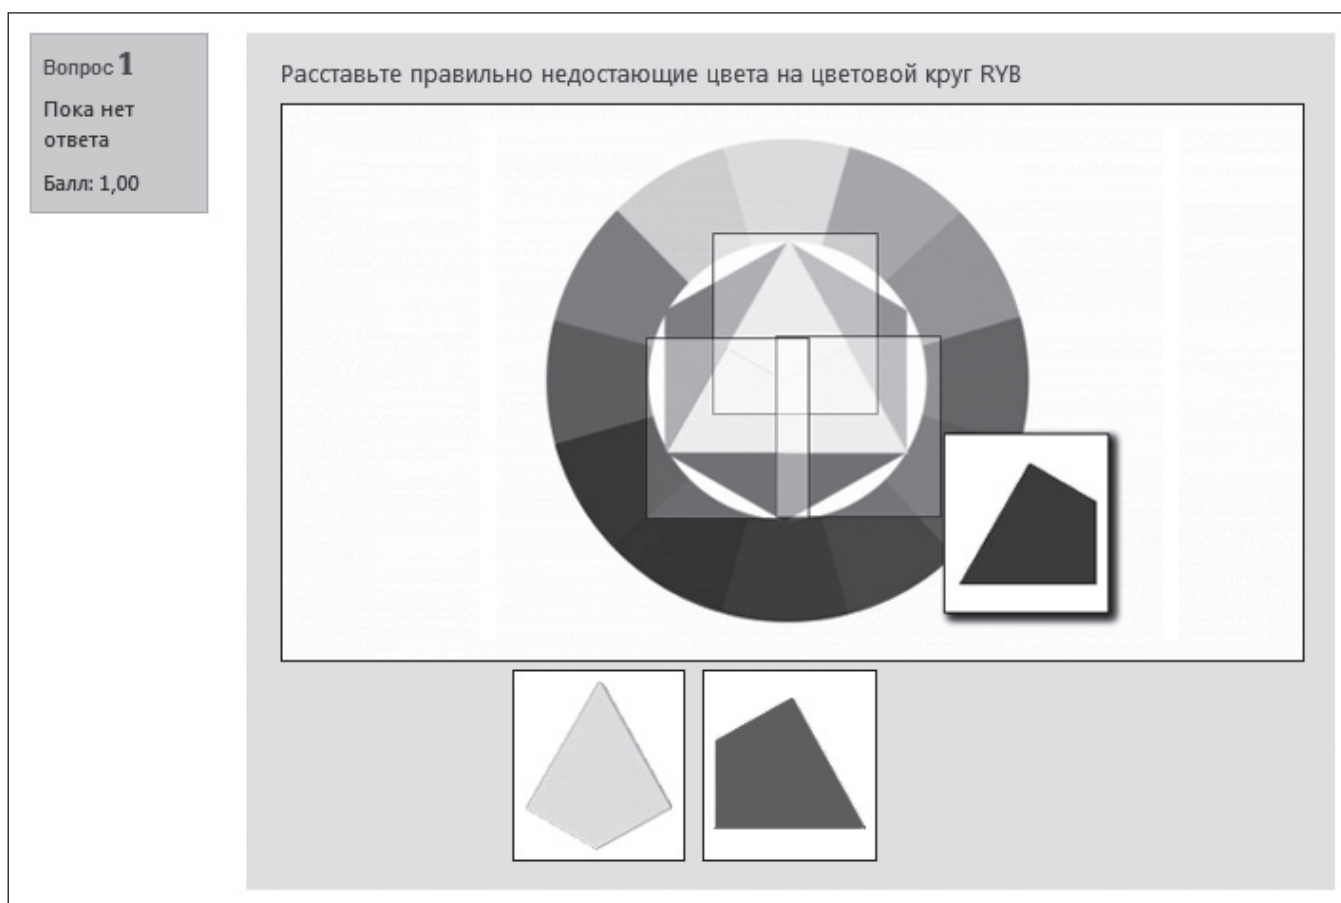 Вопрос 1
Пока нет
ответа
Балл: 1,00
Расставьте правильно недостающие цвета на цветовой круг RYB